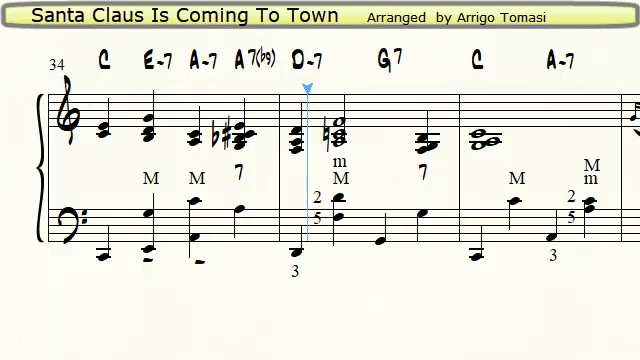 Santa Claus Is Coming To Town Arranged by Arrigo Tomasi
C E-7 A-7 A7(b9) D-7 G7 C A-7
34
m
7 M 7 M
M M M m
2 2
5 5
3 3